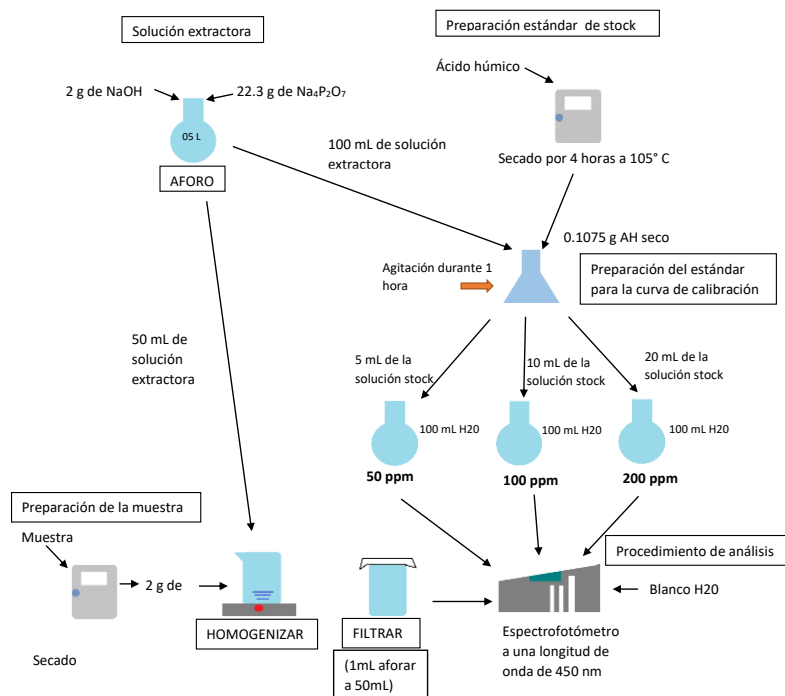 Solución extractora
2 g de NaOH
22.3 g de Na₄P₂O₇
05 L
AFORO
Preparación estándar de stock
Ácido húmico
Secado por 4 horas a 105° C
100 mL de solución
extractora
0.1075 g AH seco
Agitación durante 1
hora
Preparación del estándar
para la curva de calibración
50 mL de
solución
extractora
5 mL de la
solución stock
10 mL de la
solución stock
20 mL de la
solución stock
100 mL H20
100 mL H20
100 mL H20
50 ppm
100 ppm
200 ppm
Preparación de la muestra
Muestra
2 g de
Secado
HOMOGENIZAR
FILTRAR
(1mL aforar
a 50mL)
Procedimiento de análisis
Blanco H20
Espectrofotómetro
a una longitud de
onda de 450 nm